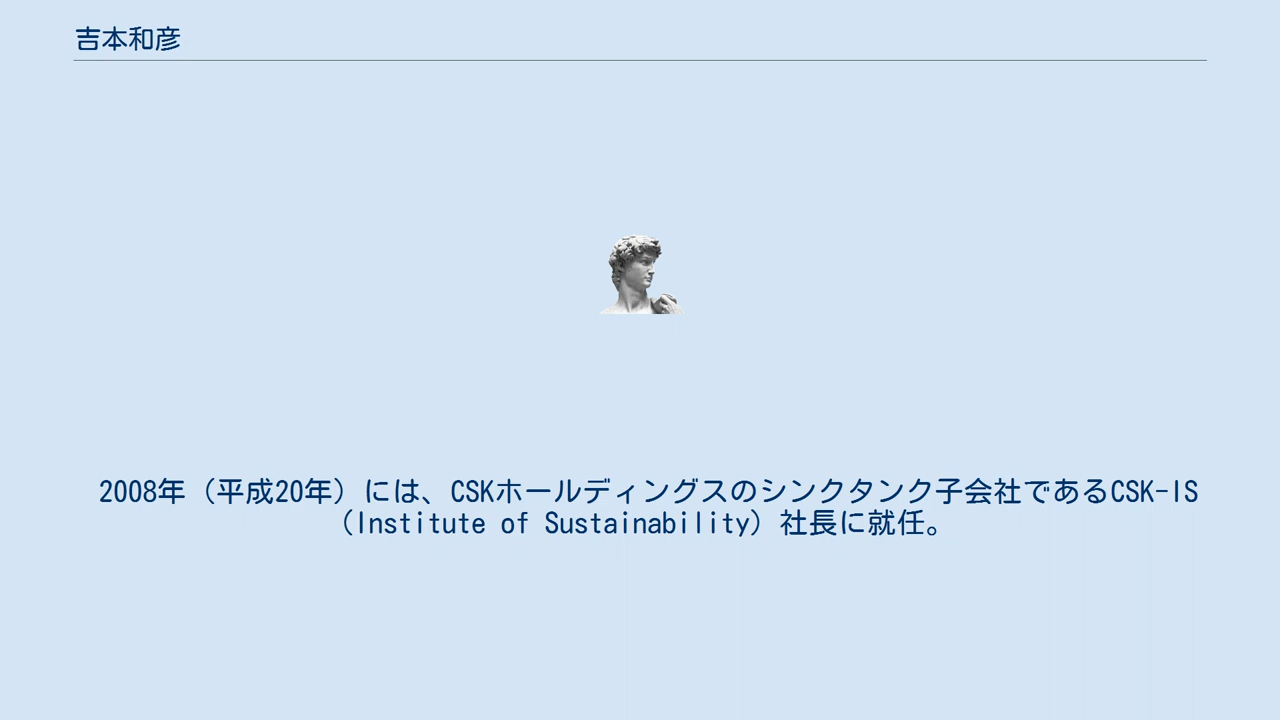 吉本和彦
2008年（平成20年）には、CSKホールディングスのシンクタンク子会社であるCSK-IS
（Institute of Sustainability）社長に就任。